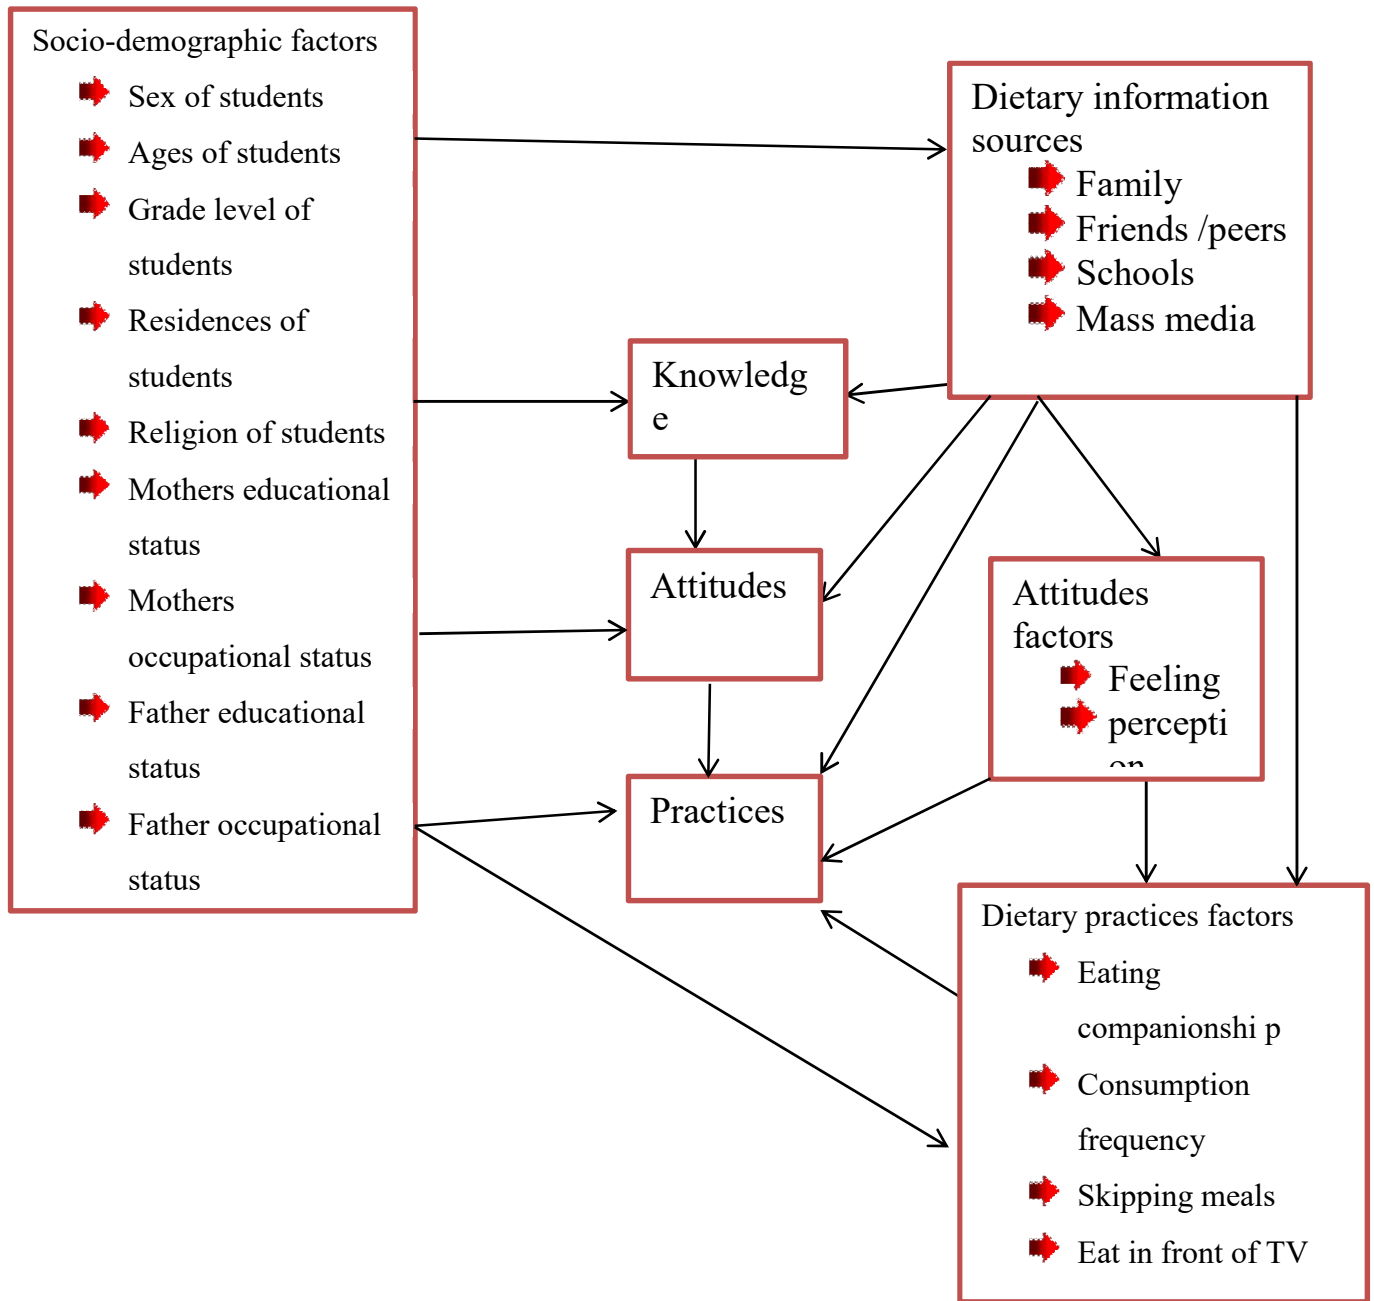 Socio-demographic factors
Sex of students
Ages of students
Grade level of
students
Residences of
students
Religion of students
Mothers educational
status
Mothers
occupational status
Father educational
status
Father occupational
status
Dietary information
sources
Family
Friends /peers
Schools
Mass media
Knowledg
e
Attitudes
Practices
Attitudes
factors
Feeling
percepti
on
Dietary practices factors
Eating
companionshi p
Consumption
frequency
Skipping meals
Eat in front of TV